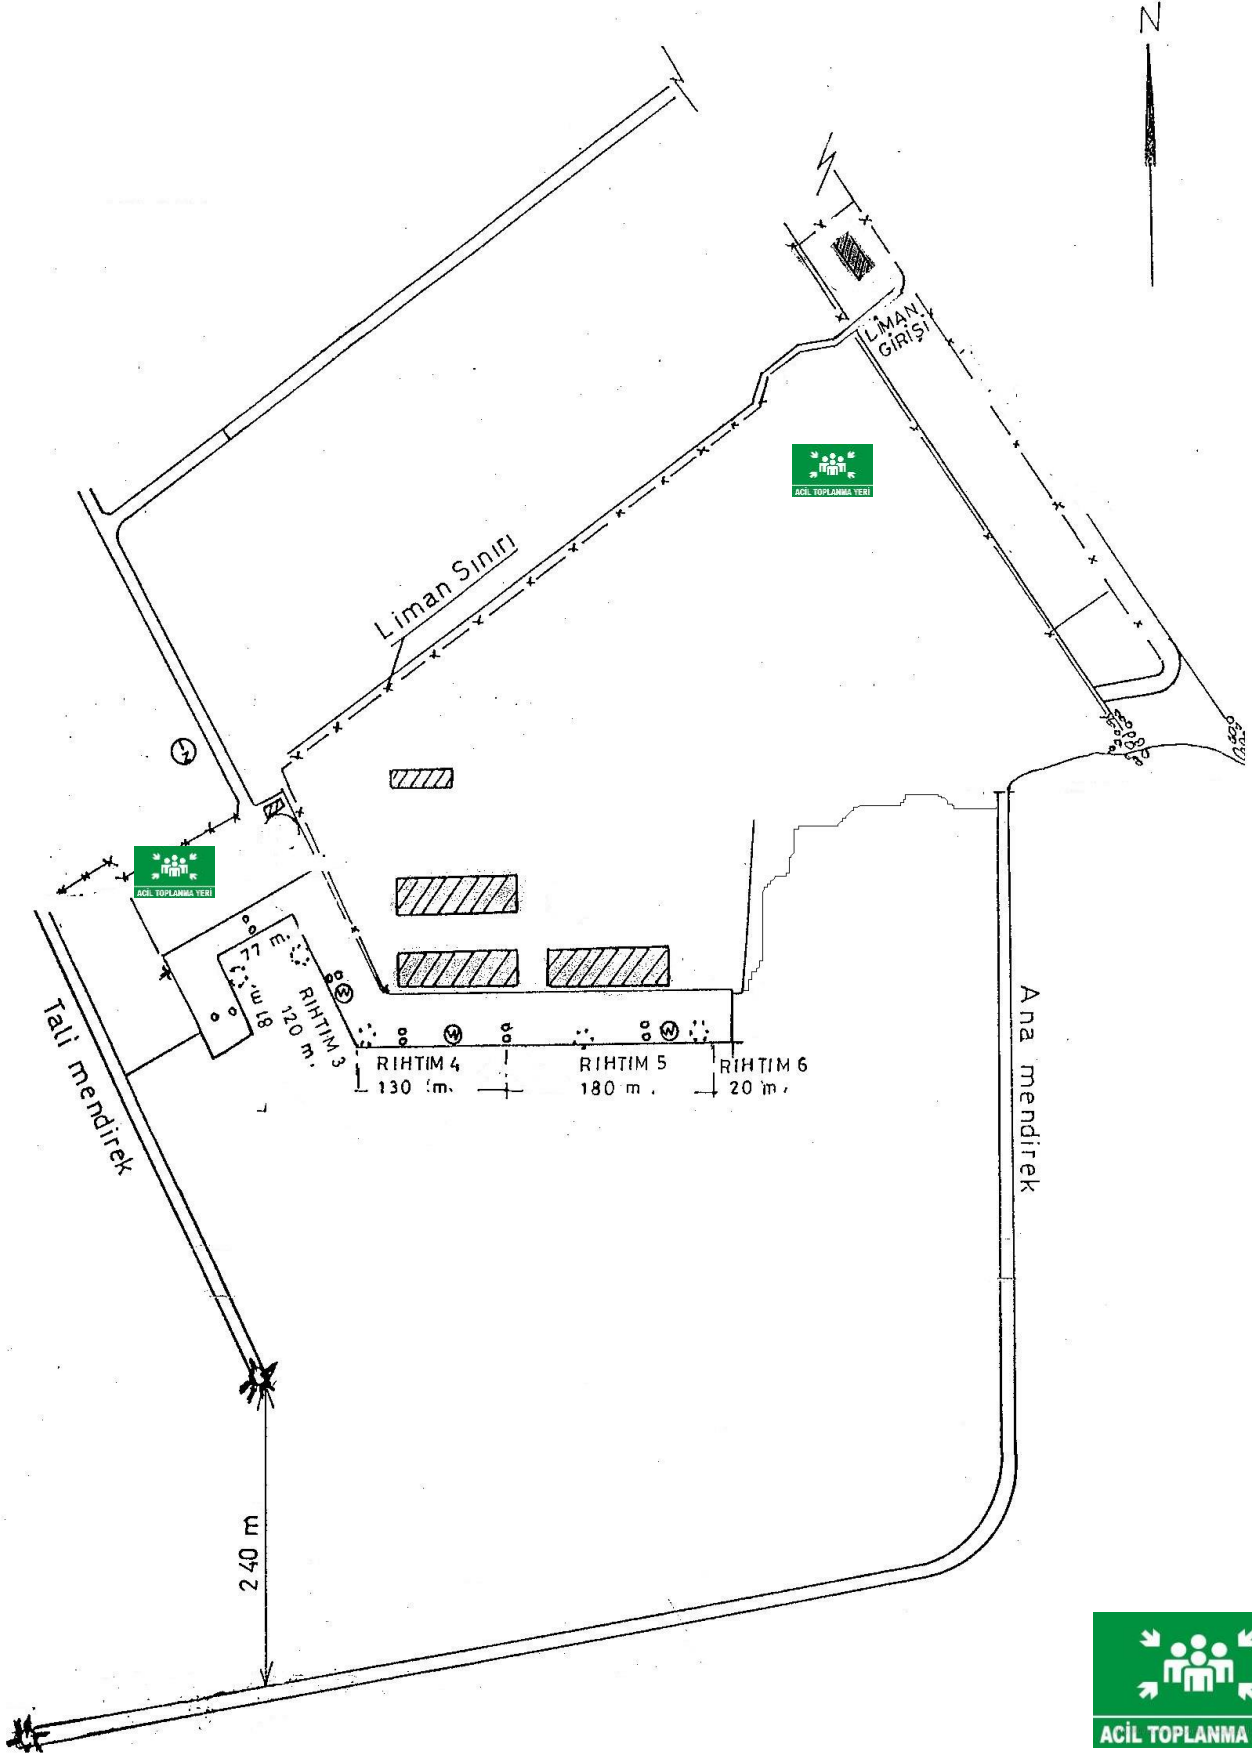 N
LİMAN
GİRİŞİ
ACİL TOPLANMA YERİ
Liman Sınırı
ACİL TOPLANMA YERİ
77 m.
81 m.
RIHTIM 3
120 m.
RIHTIM 4
130 m.
RIHTIM 5
180 m.
RIHTIM 6
20 m.
Tali mendirek
Ana mendirek
240 m
ACİL TOPLANMA